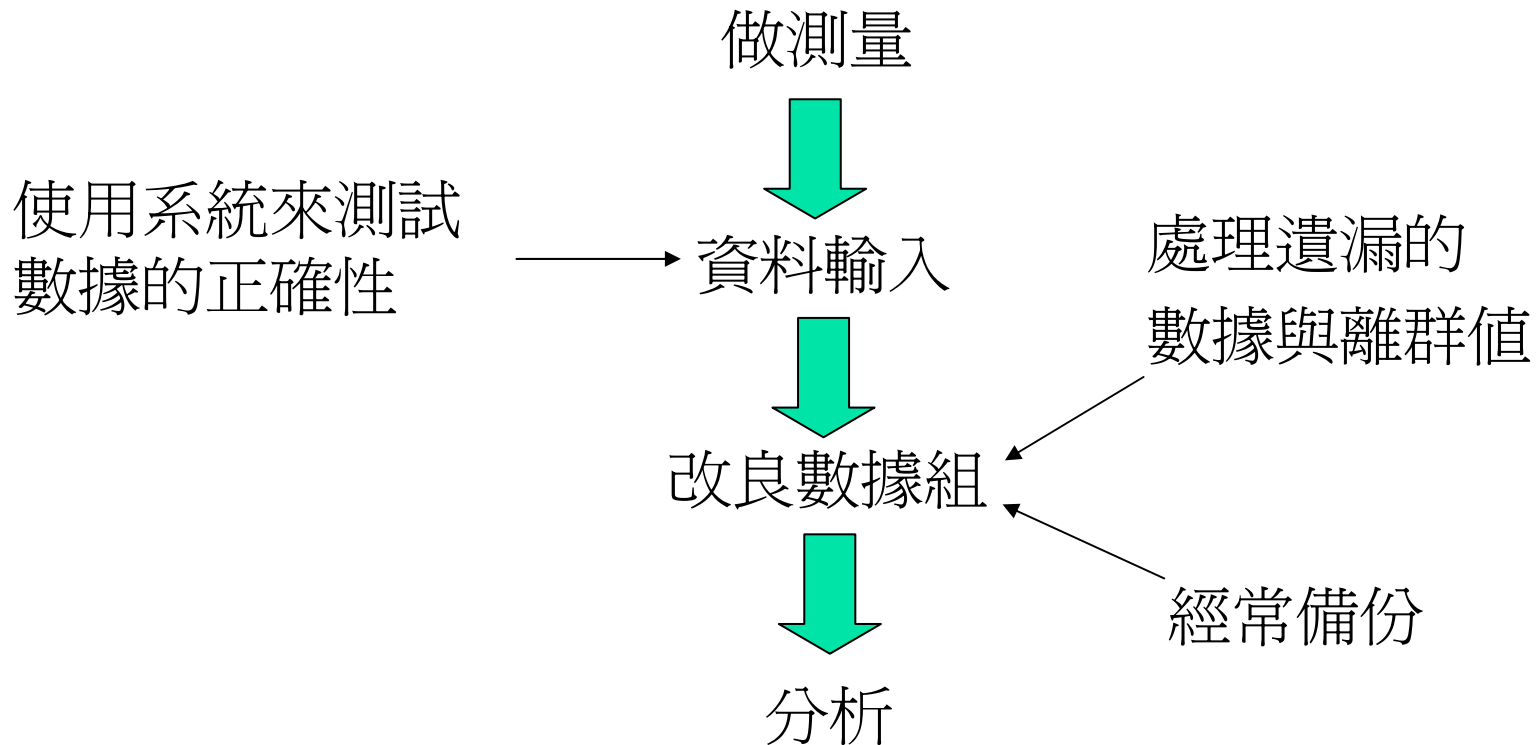 做測量
使用系統來測試
數據的正確性
資料輸入
處理遺漏的
數據與離群值
改良數據組
經常備份
分析